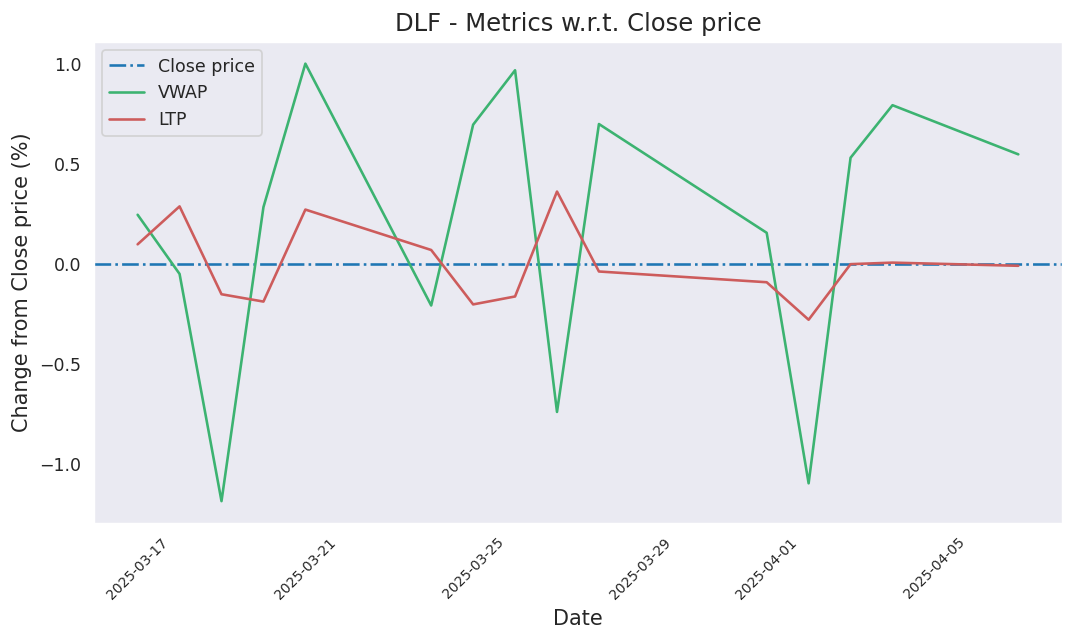 DLF - Metrics w.r.t. Close price
Close price
VWAP
LTP
Change from Close price (%)
1.0
0.5
0.0
−0.5
−1.0
2025-03-17
2025-03-21
2025-03-25
2025-03-29
2025-04-01
2025-04-05
Date